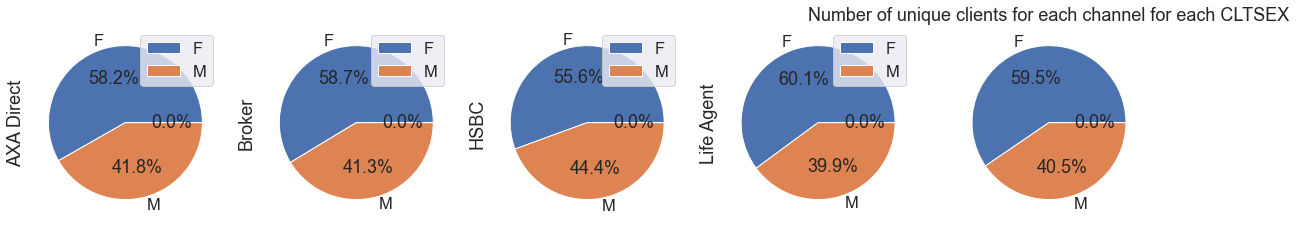 Number of unique clients for each channel for each CLTSEX
AXA Direct
F
58.2%
0.0%
41.8%
M
F
M
Broker
F
58.7%
0.0%
41.3%
M
F
M
HSBC
F
55.6%
0.0%
44.4%
M
F
M
Life Agent
F
60.1%
0.0%
39.9%
M
F
M
F
59.5%
0.0%
40.5%
M